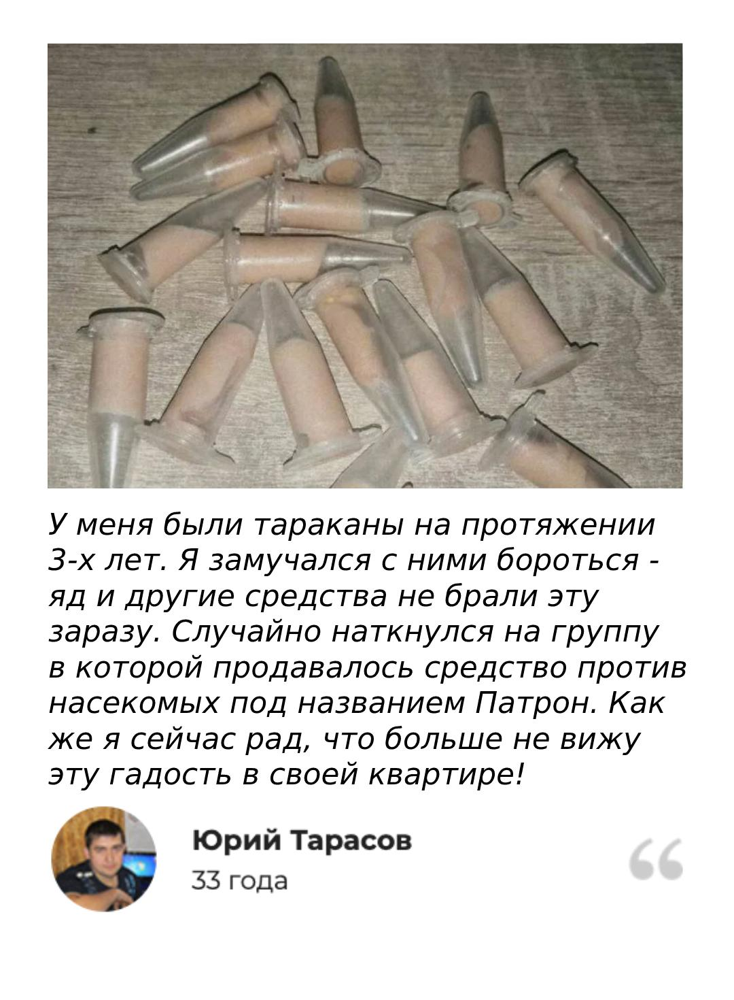 У меня были тараканы на протяжении
3-х лет. Я замучался с ними бороться -
яд и другие средства не брали эту
заразу. Случайно наткнулся на группу
в которой продавалось средство против
насекомых под названием Патрон. Как
же я сейчас рад, что больше не вижу
эту гадость в своей квартире!
Юрий Тарасов
33 года
“